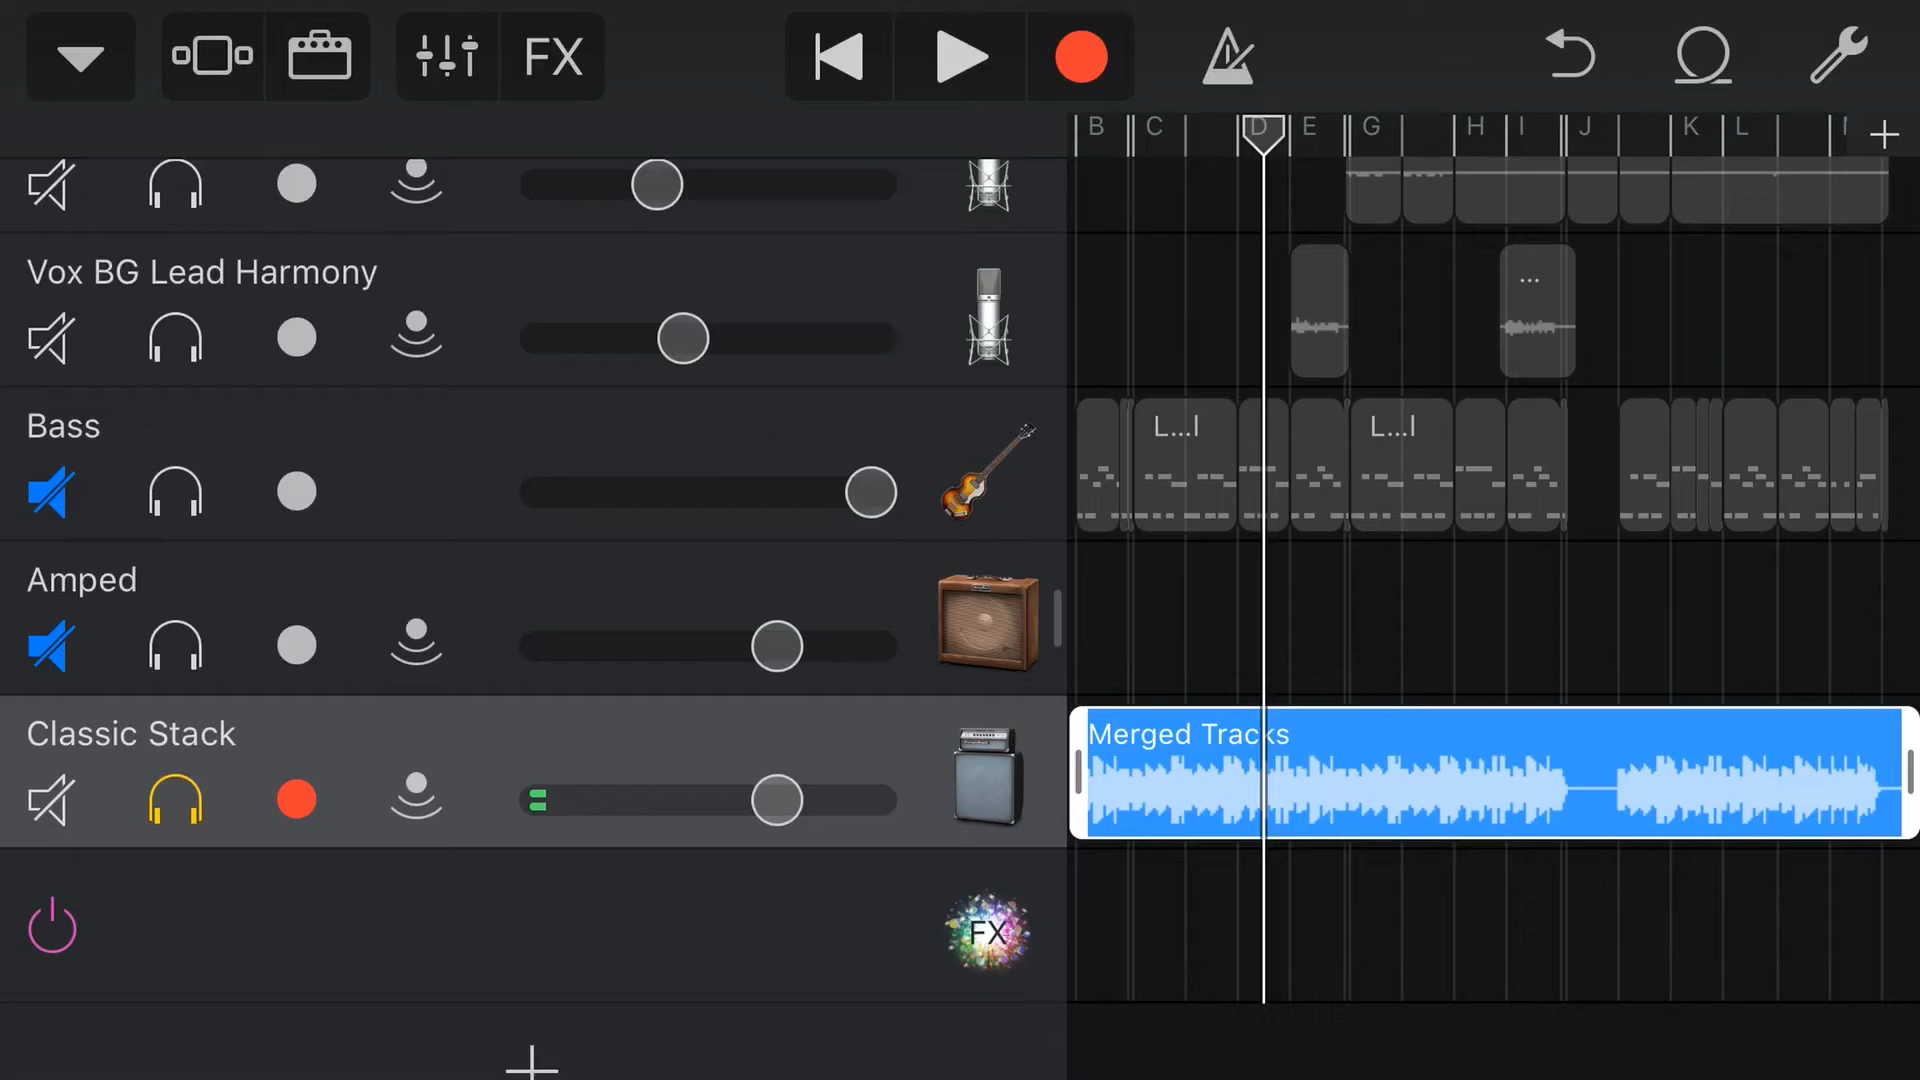 FX
B C D E G H I J K L
Vox BG Lead Harmony
...
Bass
L...l
L...l
Amped
Classic Stack
Merged Tracks
FX